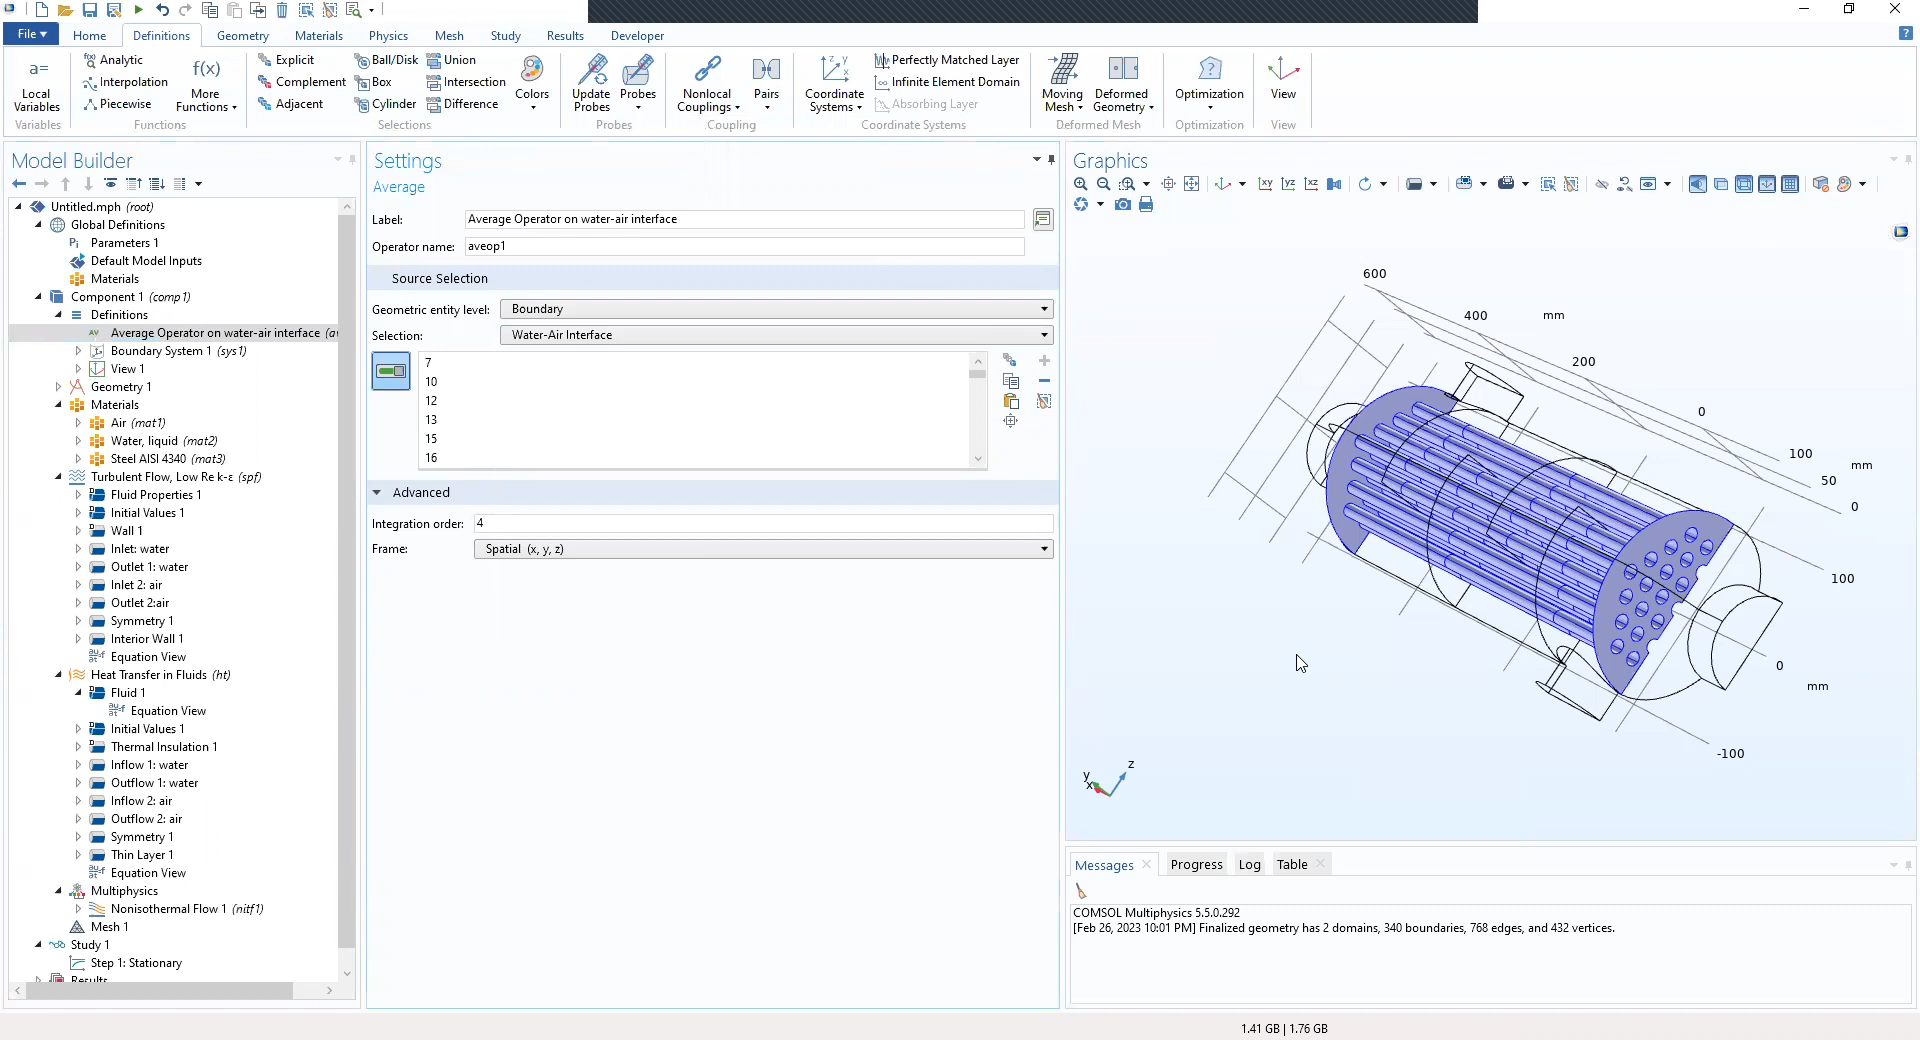 File
Home
Definitions
Geometry
Materials
Physics
Mesh
Study
Results
Developer
a=
Local
Variables
Variables
f(x) Analytic
Interpolation
Piecewise
f(x)
More
Functions
Functions
Explicit
Complement
Adjacent
Ball/Disk
Box
Cylinder
Union
Intersection
Difference
Colors
Selections
Update
Probes
Probes
Probes
Nonlocal
Couplings
Pairs
Coupling
Coordinate
Systems
Perfectly Matched Layer
Infinite Element Domain
Absorbing Layer
Coordinate Systems
Moving
Mesh
Deformed
Geometry
Deformed Mesh
Optimization
Optimization
View
View
Model Builder
Untitled.mph (root)
Global Definitions
Pi Parameters 1
Default Model Inputs
Materials
Component 1 (comp1)
Definitions
Average Operator on water-air interface (a
Boundary System 1 (sys1)
View 1
Geometry 1
Materials
Air (mat1)
Water, liquid (mat2)
Steel AISI 4340 (mat3)
Turbulent Flow, Low Re k-ε (spf)
Fluid Properties 1
Initial Values 1
Wall 1
Inlet: water
Outlet 1: water
Inlet 2: air
Outlet 2:air
Symmetry 1
Interior Wall 1
Equation View
Heat Transfer in Fluids (ht)
Fluid 1
Equation View
Initial Values 1
Thermal Insulation 1
Inflow 1: water
Outflow 1: water
Inflow 2: air
Outflow 2: air
Symmetry 1
Thin Layer 1
Equation View
Multiphysics
Nonisothermal Flow 1 (nitf1)
Mesh 1
Study 1
Step 1: Stationary
Results
Settings
Average
Label: Average Operator on water-air interface
Operator name: aveop1
Source Selection
Geometric entity level: Boundary
Selection: Water-Air Interface
7
10
12
13
15
16
Advanced
Integration order: 4
Frame: Spatial (x, y, z)
Graphics
xy yz xz
600
400 mm
200
0
100
mm
50
0
100
0
mm
-100
y
x
z
Messages
Progress
Log
Table
COMSOL Multiphysics 5.5.0.292
[Feb 26, 2023 10:01 PM] Finalized geometry has 2 domains, 340 boundaries, 768 edges, and 432 vertices.
1.41 GB | 1.76 GB